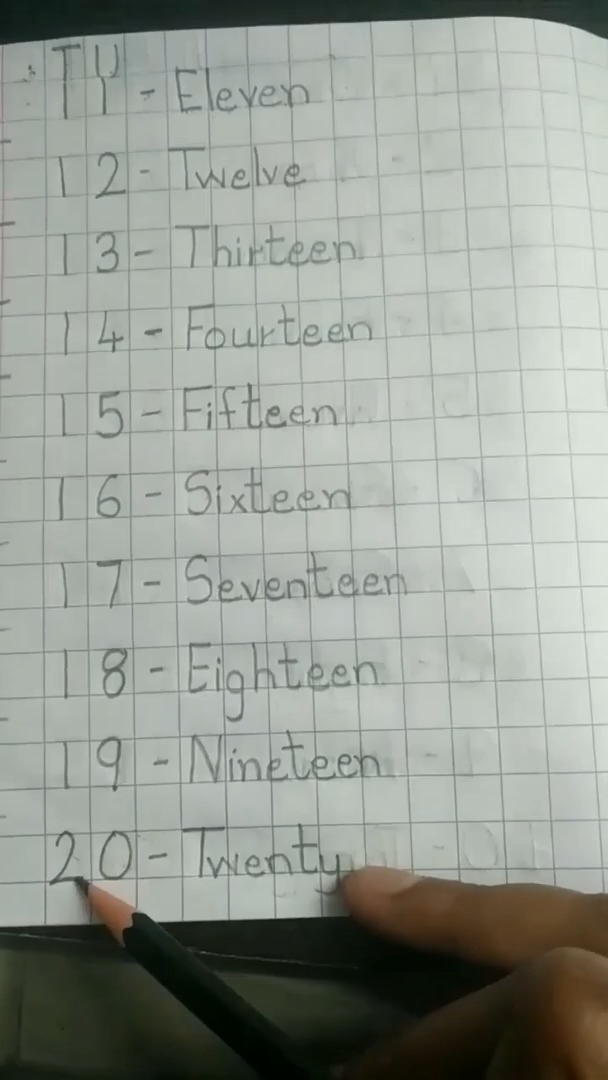 - Eleven
12 - Twelve
13 - Thirteen
14 - Fourteen
15 - Fifteen
16 - Sixteen
17 - Seventeen
18 - Eighteen
19 - Nineteen
20 - Twenty